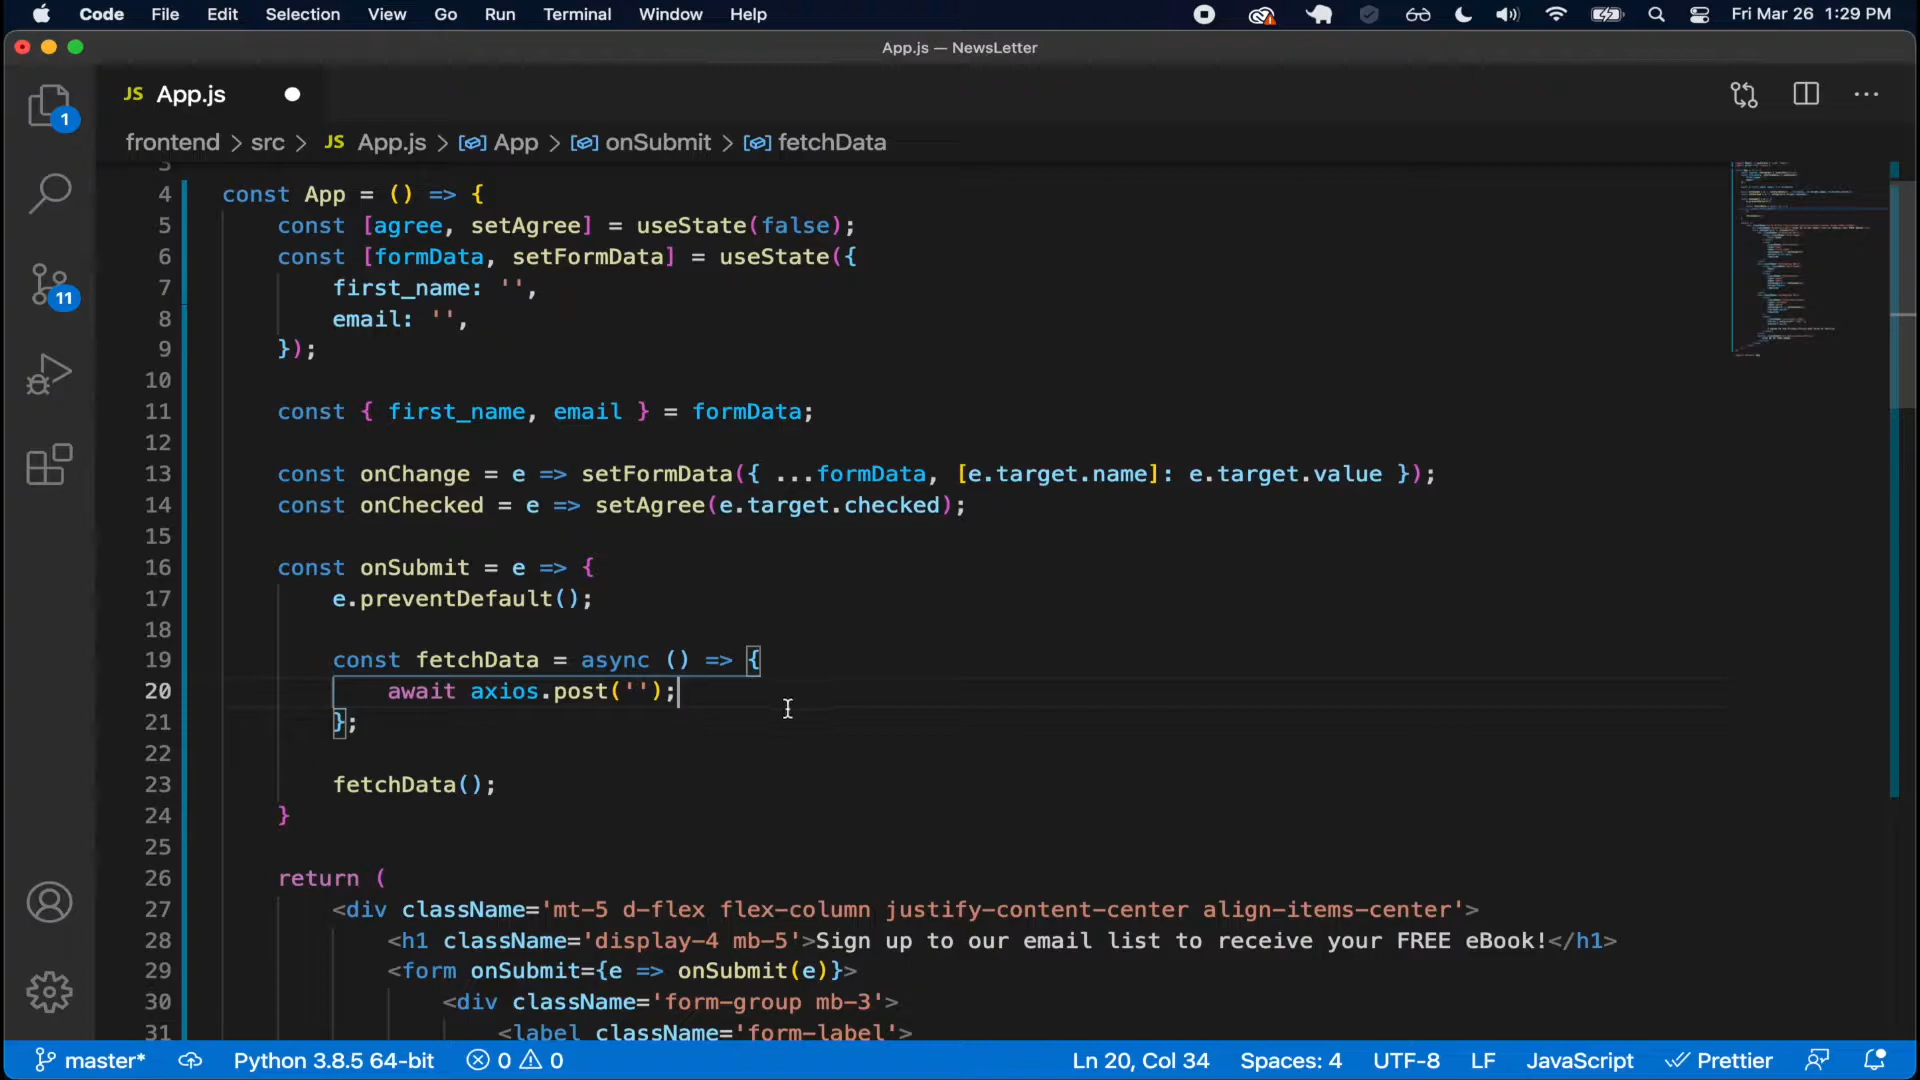 Code File Edit Selection View Go Run Terminal Window Help Fri Mar 26 1:29 PM
App.js — NewsLetter
JS App.js
frontend > src > JS App.js > App > onSubmit > fetchData
1
11
3
4 const App = () => {
5 const [agree, setAgree] = useState(false);
6 const [formData, setFormData] = useState({
7 first_name: '',
8 email: '',
9 });
10
11 const { first_name, email } = formData;
12
13 const onChange = e => setFormData({ ...formData, [e.target.name]: e.target.value });
14 const onChecked = e => setAgree(e.target.checked);
15
16 const onSubmit = e => {
17 e.preventDefault();
18
19 const fetchData = async () => {
20 await axios.post('');
21 };
22
23 fetchData();
24 }
25
26 return (
27 <div className='mt-5 d-flex flex-column justify-content-center align-items-center'>
28 <h1 className='display-4 mb-5'>Sign up to our email list to receive your FREE eBook!</h1>
29 <form onSubmit={e => onSubmit(e)}>
30 <div className='form-group mb-3'>
31 <label className='form-label'>
master* Python 3.8.5 64-bit 0 0 Ln 20, Col 34 Spaces: 4 UTF-8 LF JavaScript Prettier